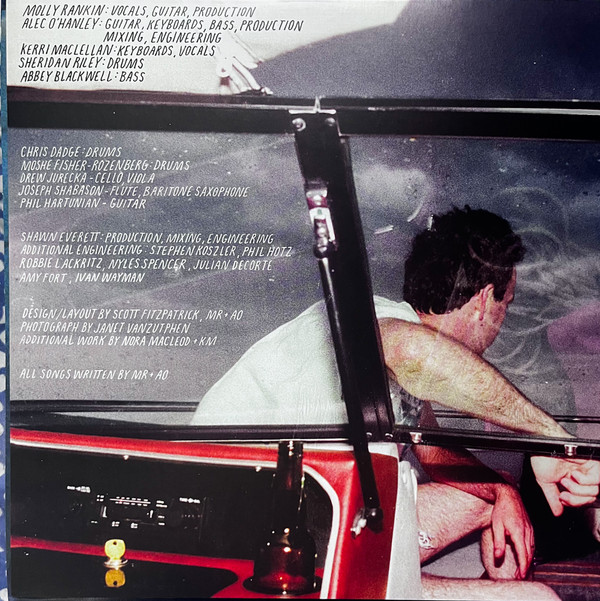 MOLLY RANKIN: VOCALS, GUITAR, PRODUCTION
ALEC O'HANLEY: GUITAR, KEYBOARDS, BASS, PRODUCTION
MIXING, ENGINEERING
KERRI MACLELLAN: KEYBOARDS, VOCALS
SHERIDAN RILEY: DRUMS
ABBEY BLACKWELL: BASS
CHRIS DADGE - DRUMS
MOSHE FISHER-ROZENBERG - DRUMS
DREW JURECKA - CELLO, VIOLA
JOSEPH SHABASON - FLUTE, BARITONE SAXOPHONE
PHIL HARTUNIAN - GUITAR
SHAWN EVERETT: PRODUCTION, MIXING, ENGINEERING
ADDITIONAL ENGINEERING: STEPHEN KOSZLER, PHIL HOTZ
ROBBIE LACKRITZ, NYLES SPENCER, JULIAN DECORTE
AMY FORT, IVAN WAYMAN
DESIGN/LAYOUT BY SCOTT FITZPATRICK, MR + AO
PHOTOGRAPH BY JANET VANZUTPHEN
ADDITIONAL WORK BY NORA MACLEOD + KM
ALL SONGS WRITTEN BY MR + AO